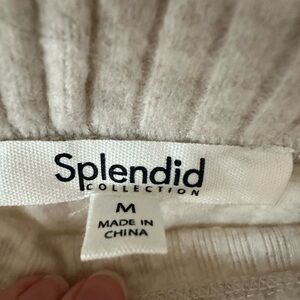 Splendid
COLLECTION
M
MADE IN
CHINA